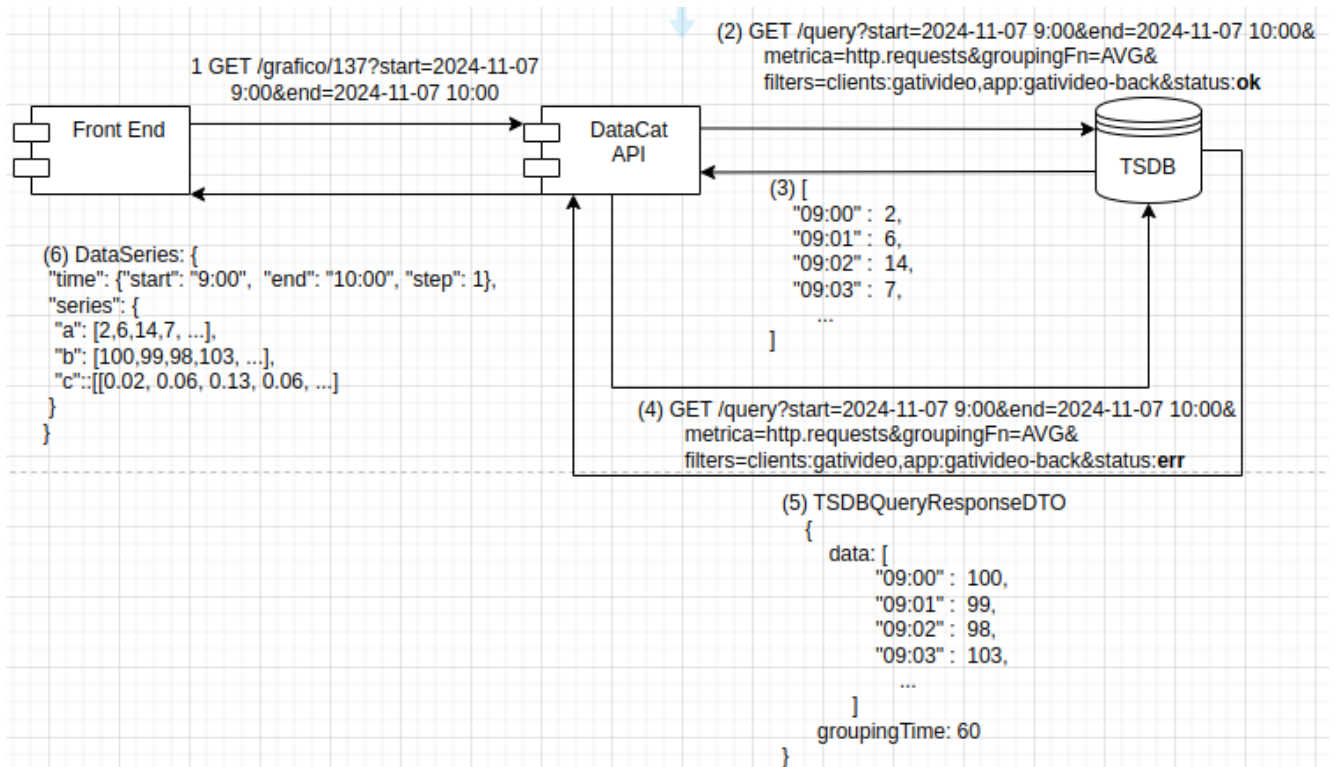 1 GET /grafico/137?start=2024-11-07
9:00&end=2024-11-07 10:00
(2) GET /query?start=2024-11-07 9:00&end=2024-11-07 10:00&
metrica=http.requests&groupingFn=AVG&
filters=clients:gativideo,app:gativideo-back&status:ok
Front End
DataCat
API
TSDB
(3) [
"09:00" : 2,
"09:01" : 6,
"09:02" : 14,
"09:03" : 7,
...
]
(6) DataSeries: {
"time": {"start": "9:00", "end": "10:00", "step": 1},
"series": {
"a": [2,6,14,7, ...],
"b": [100,99,98,103, ...],
"c"::[[0.02, 0.06, 0.13, 0.06, ...]
}
}
(4) GET /query?start=2024-11-07 9:00&end=2024-11-07 10:00&
metrica=http.requests&groupingFn=AVG&
filters=clients:gativideo,app:gativideo-back&status:err
(5) TSDBQueryResponseDTO
{
data: [
"09:00" : 100,
"09:01" : 99,
"09:02" : 98,
"09:03" : 103,
...
]
groupingTime: 60
}